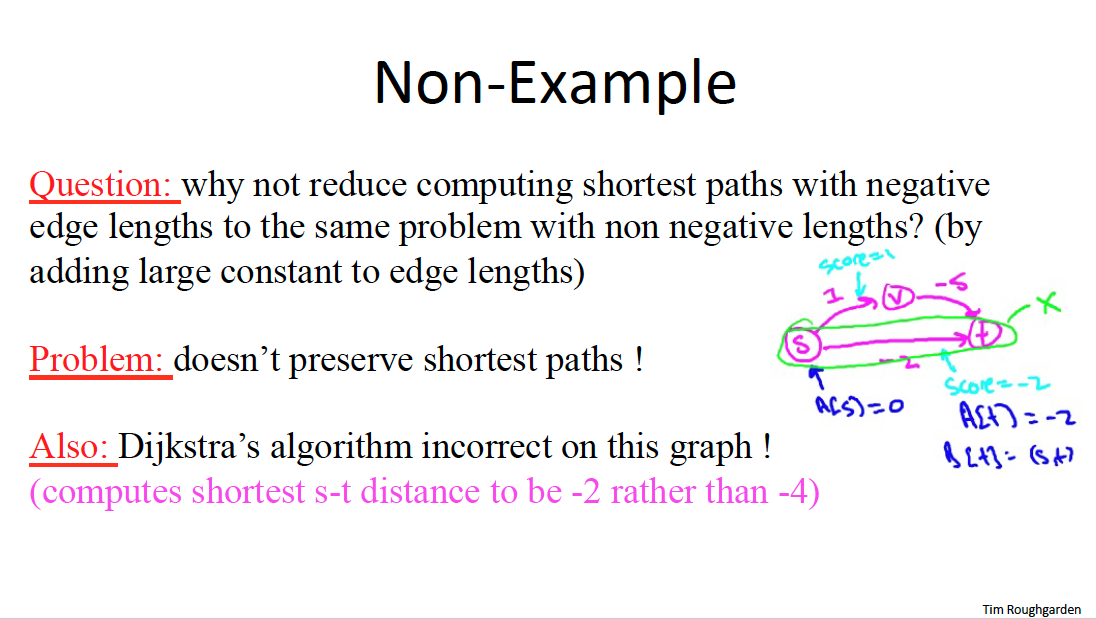 Non-Example
Question: why not reduce computing shortest paths with negative
edge lengths to the same problem with non negative lengths? (by
adding large constant to edge lengths)
score=1
1
v
-5
x
s
t
-2
Problem: doesn’t preserve shortest paths !
score=-2
A[s]=0
A[t]=-2
Also: Dijkstra’s algorithm incorrect on this graph !
B[t]=(s,t)
(computes shortest s-t distance to be -2 rather than -4)
Tim Roughgarden